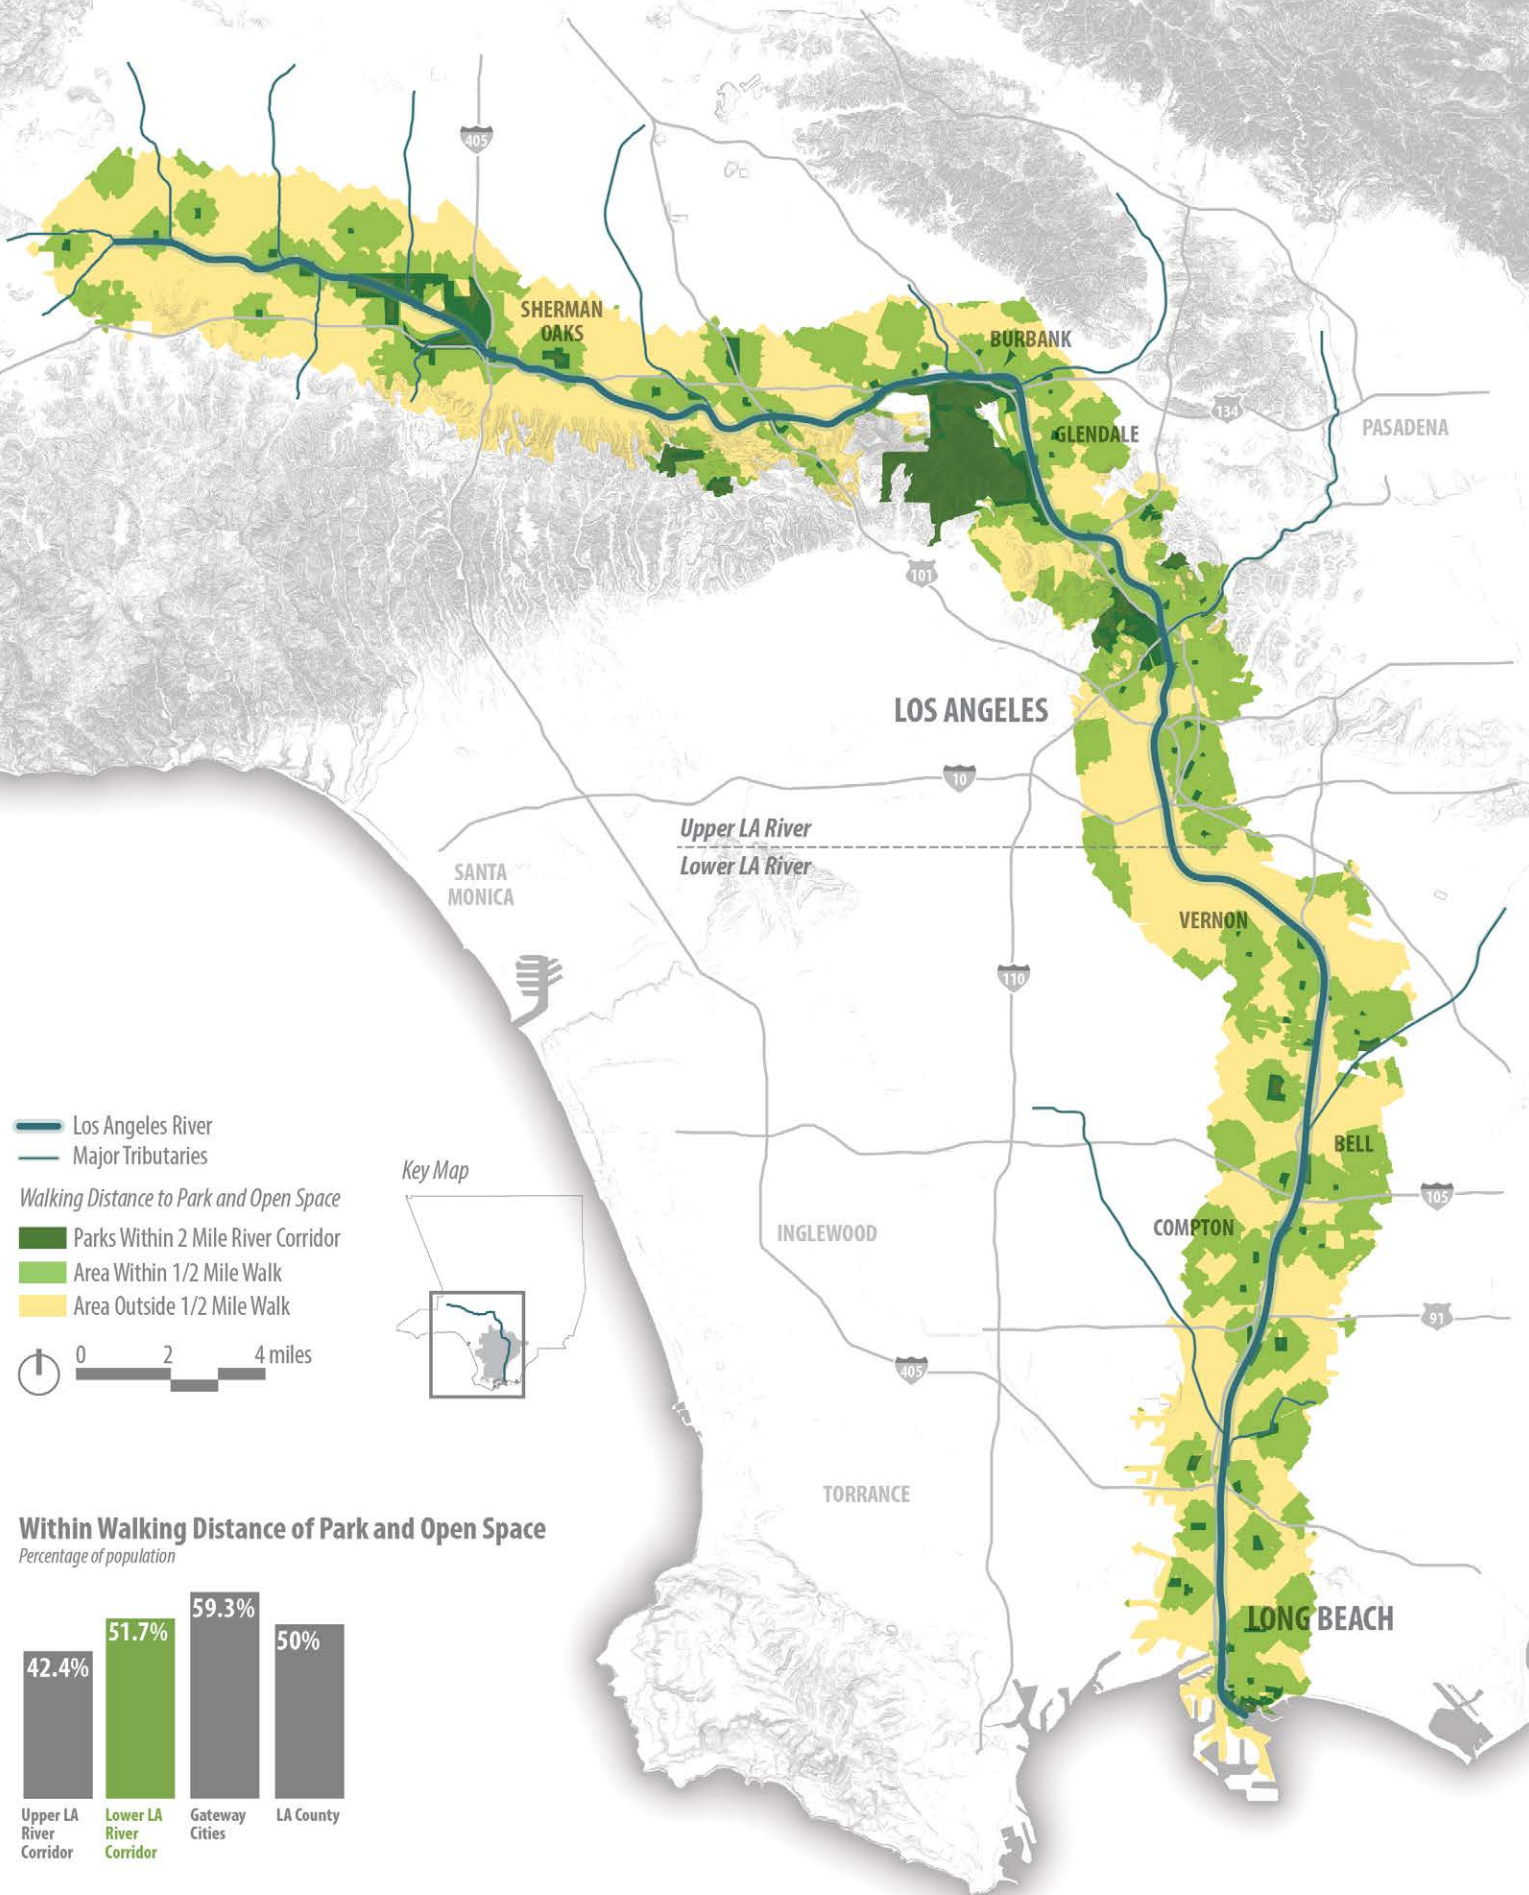 405
SHERMAN
OAKS
BURBANK
134
GLENDALE
PASADENA
101
LOS ANGELES
10
Upper LA River
Lower LA River
SANTA
MONICA
VERNON
110
Los Angeles River
Major Tributaries
Walking Distance to Park and Open Space
Parks Within 2 Mile River Corridor
Area Within 1/2 Mile Walk
Area Outside 1/2 Mile Walk
0 2 4 miles
Key Map
BELL
105
INGLEWOOD
COMPTON
91
405
TORRANCE
LONG BEACH
Within Walking Distance of Park and Open Space
Percentage of population
42.4%
51.7%
59.3%
50%
Upper LA
River
Corridor
Lower LA
River
Corridor
Gateway
Cities
LA County